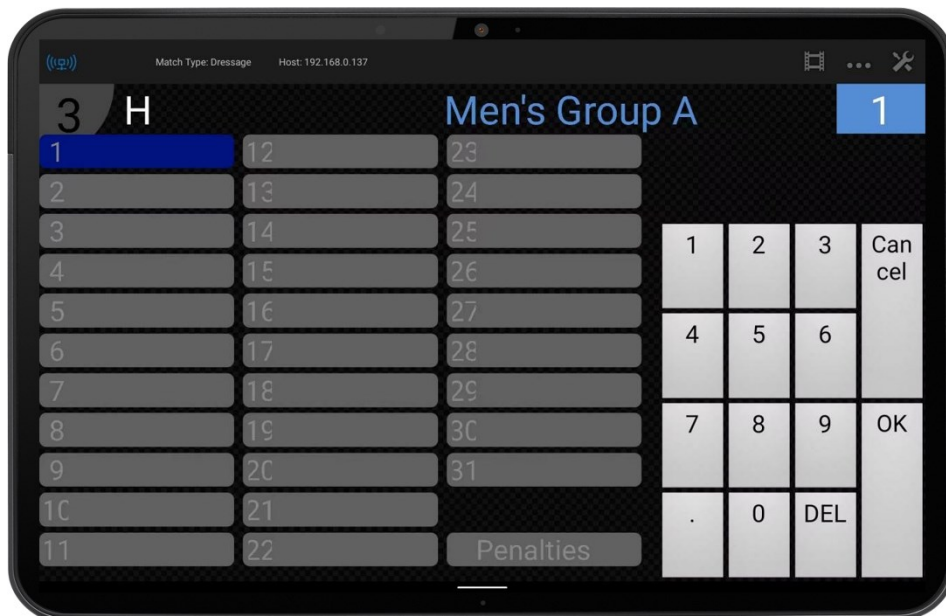 Match Type: Dressage Host: 192.168.0.137
3 H Men's Group A 1
1 12 23
2 13 24
3 14 25
4 15 26
5 16 27
6 17 28
7 18 29
8 19 30
9 20 31
10 21
11 22 Penalties
1 2 3 Can
cel
4 5 6
7 8 9 OK
. 0 DEL